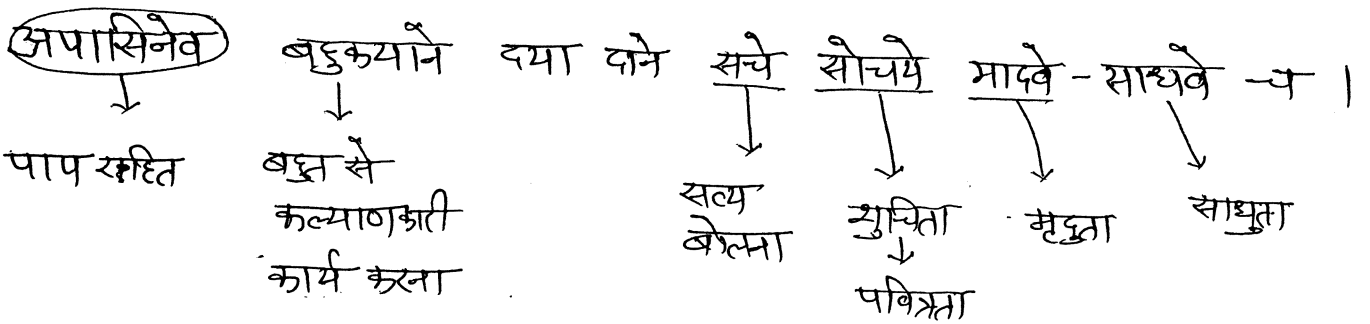 अपासिनेव बहुकयाने दया दाने सचे सोचये मादवे - साधवे च ।
पाप रहित बहुत से सत्य शुचिता मृदुता साधुता
कल्याणकारी बोलना
कार्य करना पवित्रता